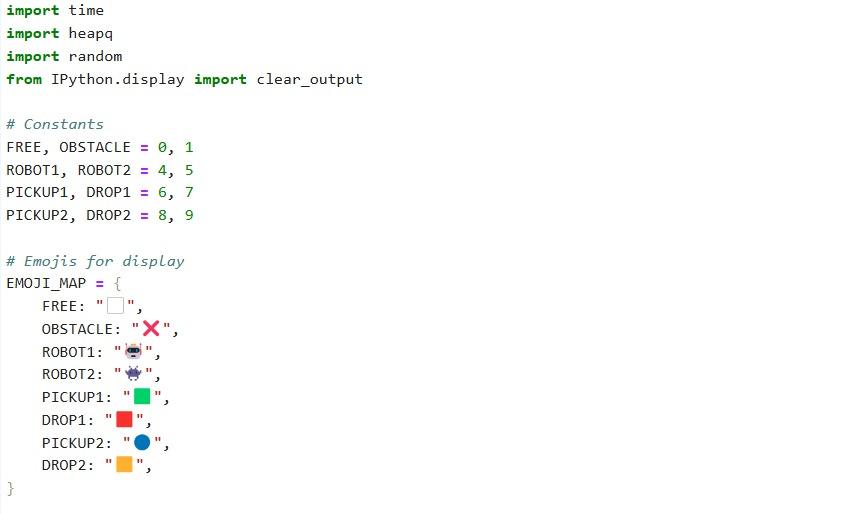 import time
import heapq
import random
from IPython.display import clear_output

# Constants
FREE, OBSTACLE = 0, 1
ROBOT1, ROBOT2 = 4, 5
PICKUP1, DROP1 = 6, 7
PICKUP2, DROP2 = 8, 9

# Emojis for display
EMOJI_MAP = {
    FREE: "⬜",
    OBSTACLE: "❌",
    ROBOT1: "🤖",
    ROBOT2: "👾",
    PICKUP1: "🟩",
    DROP1: "🟥",
    PICKUP2: "🔵",
    DROP2: "🟧",
}